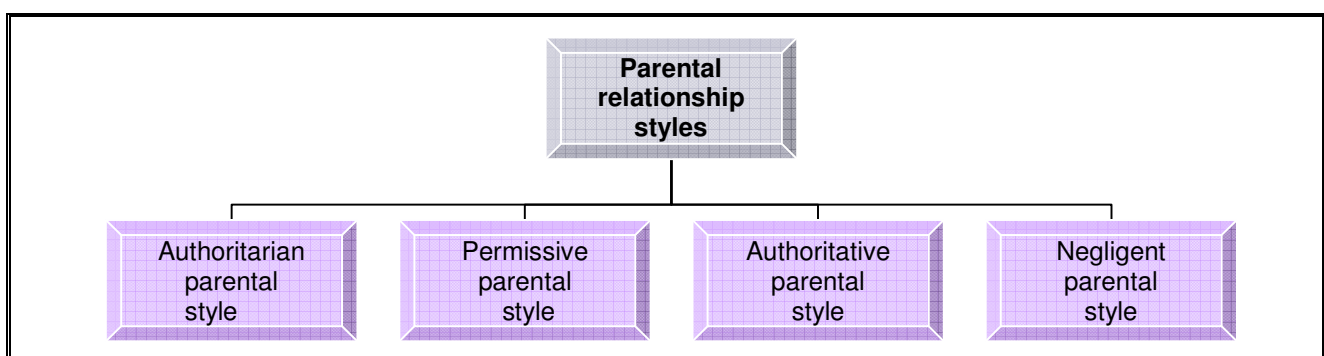 Parental
relationship
styles
Authoritarian
parental
style
Permissive
parental
style
Authoritative
parental
style
Negligent
parental
style